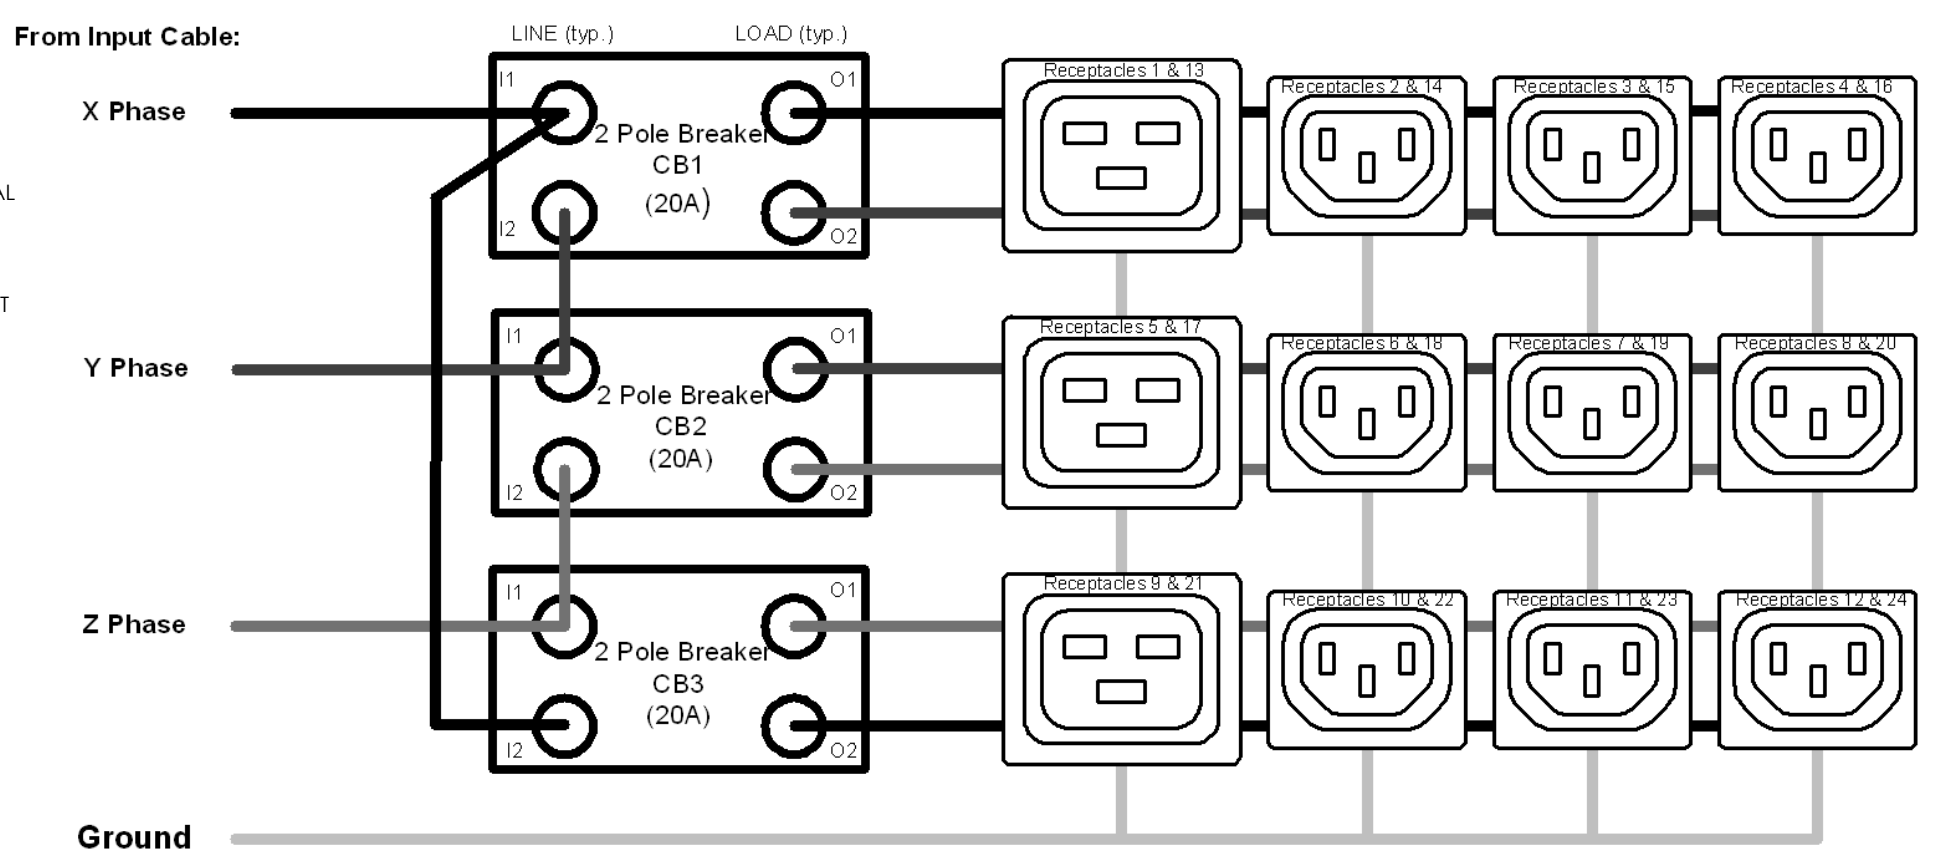 From Input Cable:
LINE (typ.)
LOAD (typ.)
X Phase
AL
I1
O1
2 Pole Breaker
CB1
(20A)
I2
O2
Receptacles 1 & 13
Receptacles 2 & 14
Receptacles 3 & 15
Receptacles 4 & 16
T
Y Phase
I1
O1
2 Pole Breaker
CB2
(20A)
I2
O2
Receptacles 5 & 17
Receptacles 6 & 18
Receptacles 7 & 19
Receptacles 8 & 20
Z Phase
I1
O1
2 Pole Breaker
CB3
(20A)
I2
O2
Receptacles 9 & 21
Receptacles 10 & 22
Receptacles 11 & 23
Receptacles 12 & 24
Ground